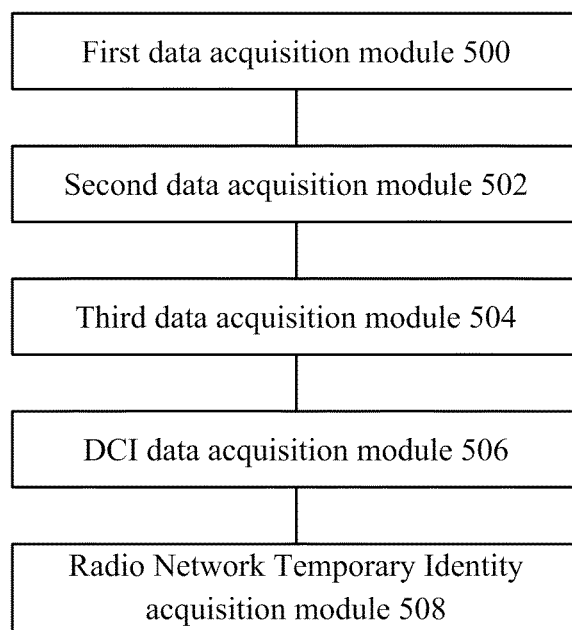 First data acquisition module 500
Second data acquisition module 502
Third data acquisition module 504
DCI data acquisition module 506
Radio Network Temporary Identity
acquisition module 508